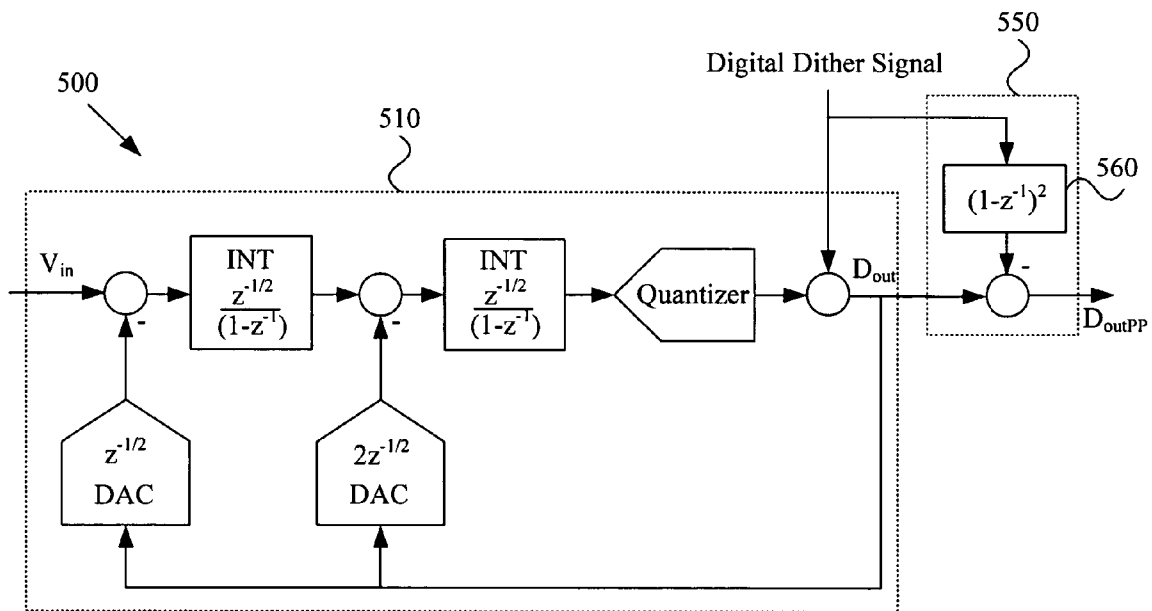 550
Digital Dither Signal
500
510
560
(1-z⁻¹)²
V_in
INT
z^{-1/2}
(1-z⁻¹)
INT
z^{-1/2}
(1-z⁻¹)
Quantizer
D_out
-
-
-
D_outPP
z^{-1/2}
DAC
2z^{-1/2}
DAC